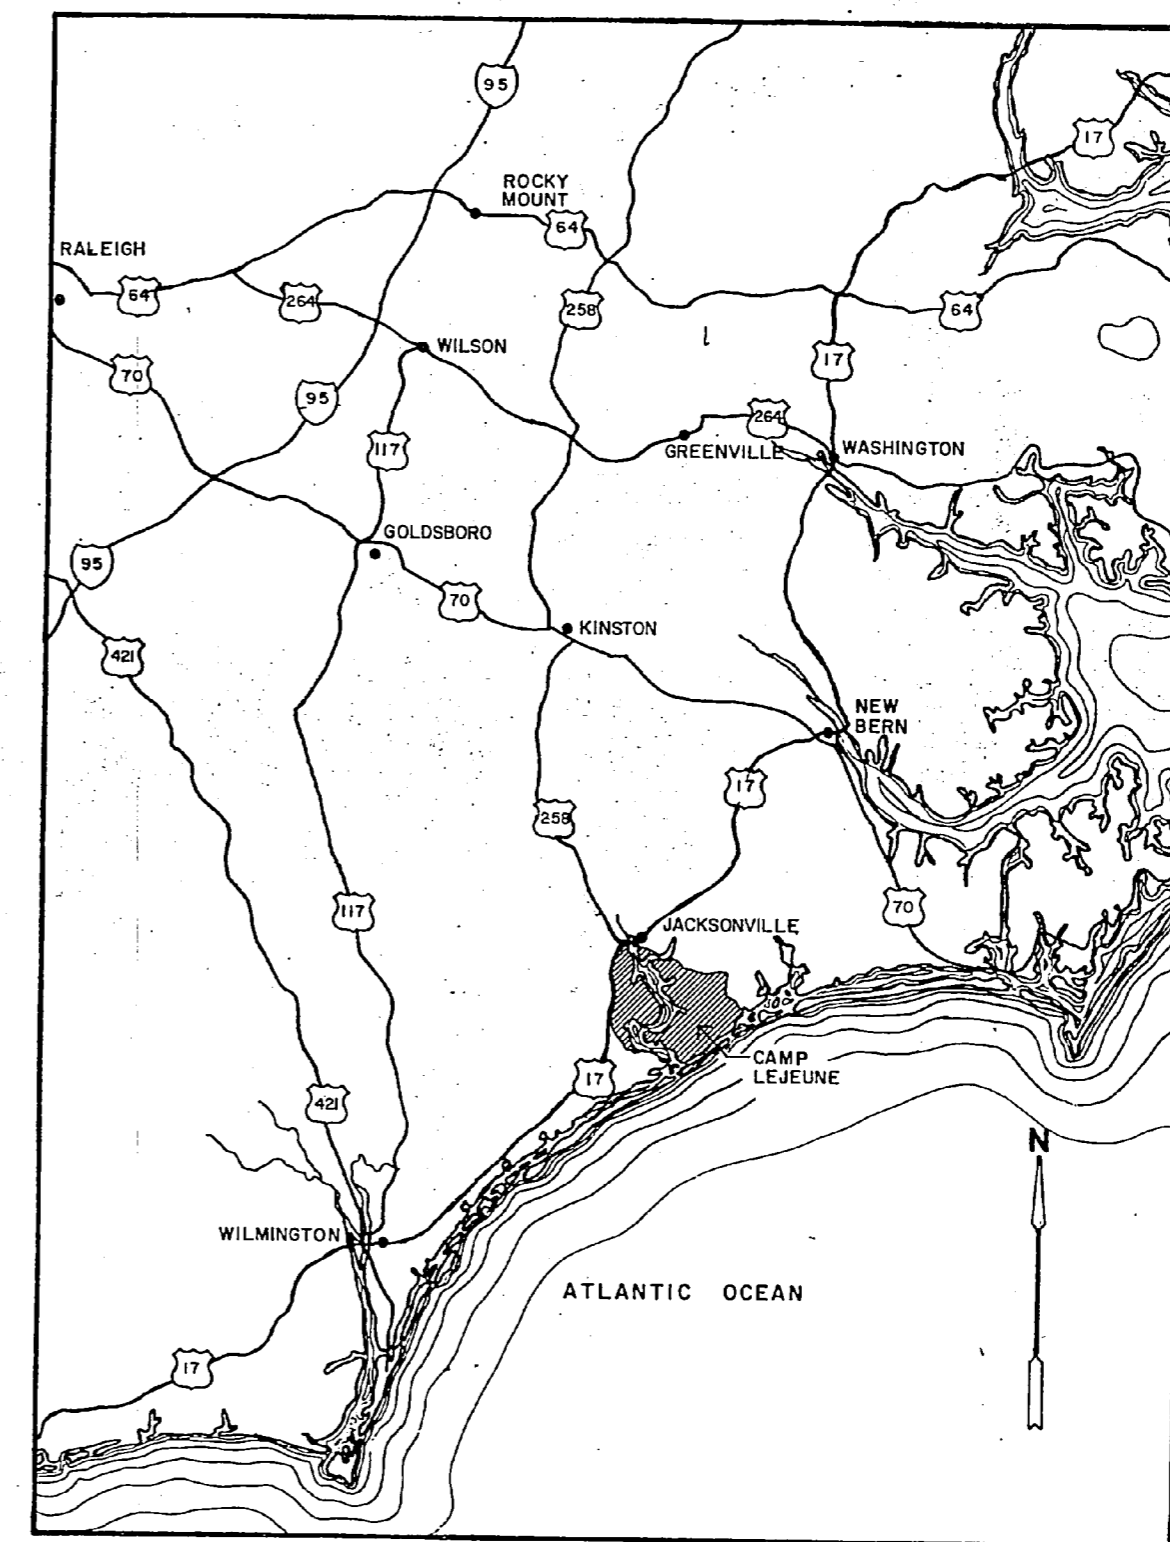 95
17
ROCKY
MOUNT
64
RALEIGH
64
264
258
64
WILSON
17
70
95
117
264
GREENVILLE
WASHINGTON
GOLDSBORO
95
70
KINSTON
421
NEW
BERN
17
258
117
70
JACKSONVILLE
CAMP
LEJEUNE
17
421
N
WILMINGTON
ATLANTIC OCEAN
17